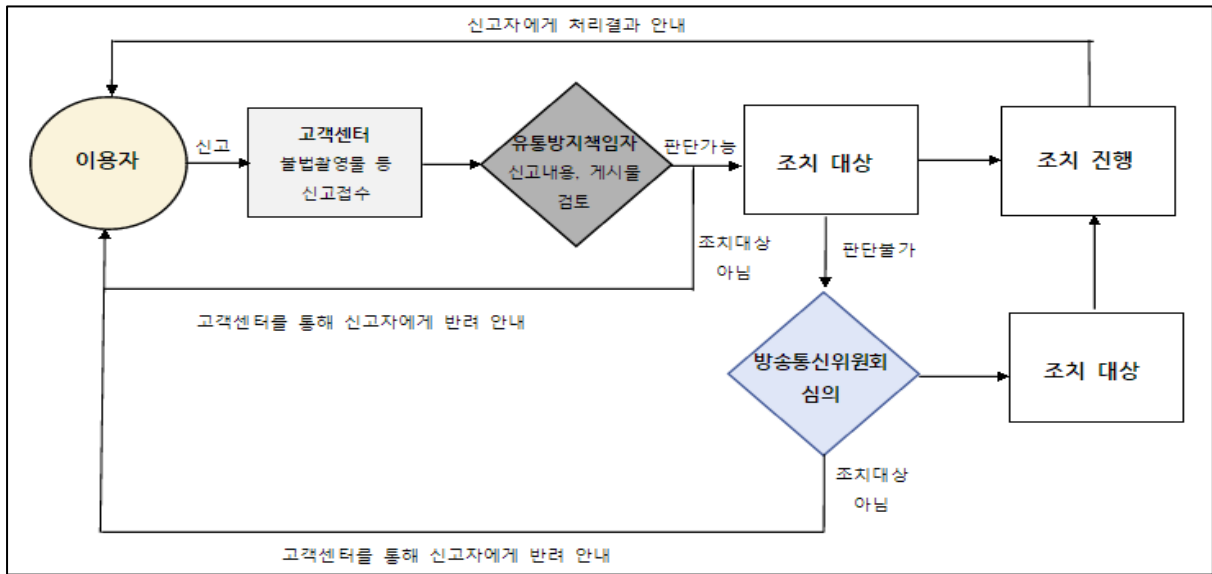 신고자에게 처리결과 안내
이용자
신고
고객센터
불법촬영물 등
신고접수
유통방지책임자
신고내용, 게시물
검토
판단가능
조치 대상
조치 진행
조치대상
아님
판단불가
고객센터를 통해 신고자에게 반려 안내
방송통신위원회
심의
조치 대상
조치대상
아님
고객센터를 통해 신고자에게 반려 안내